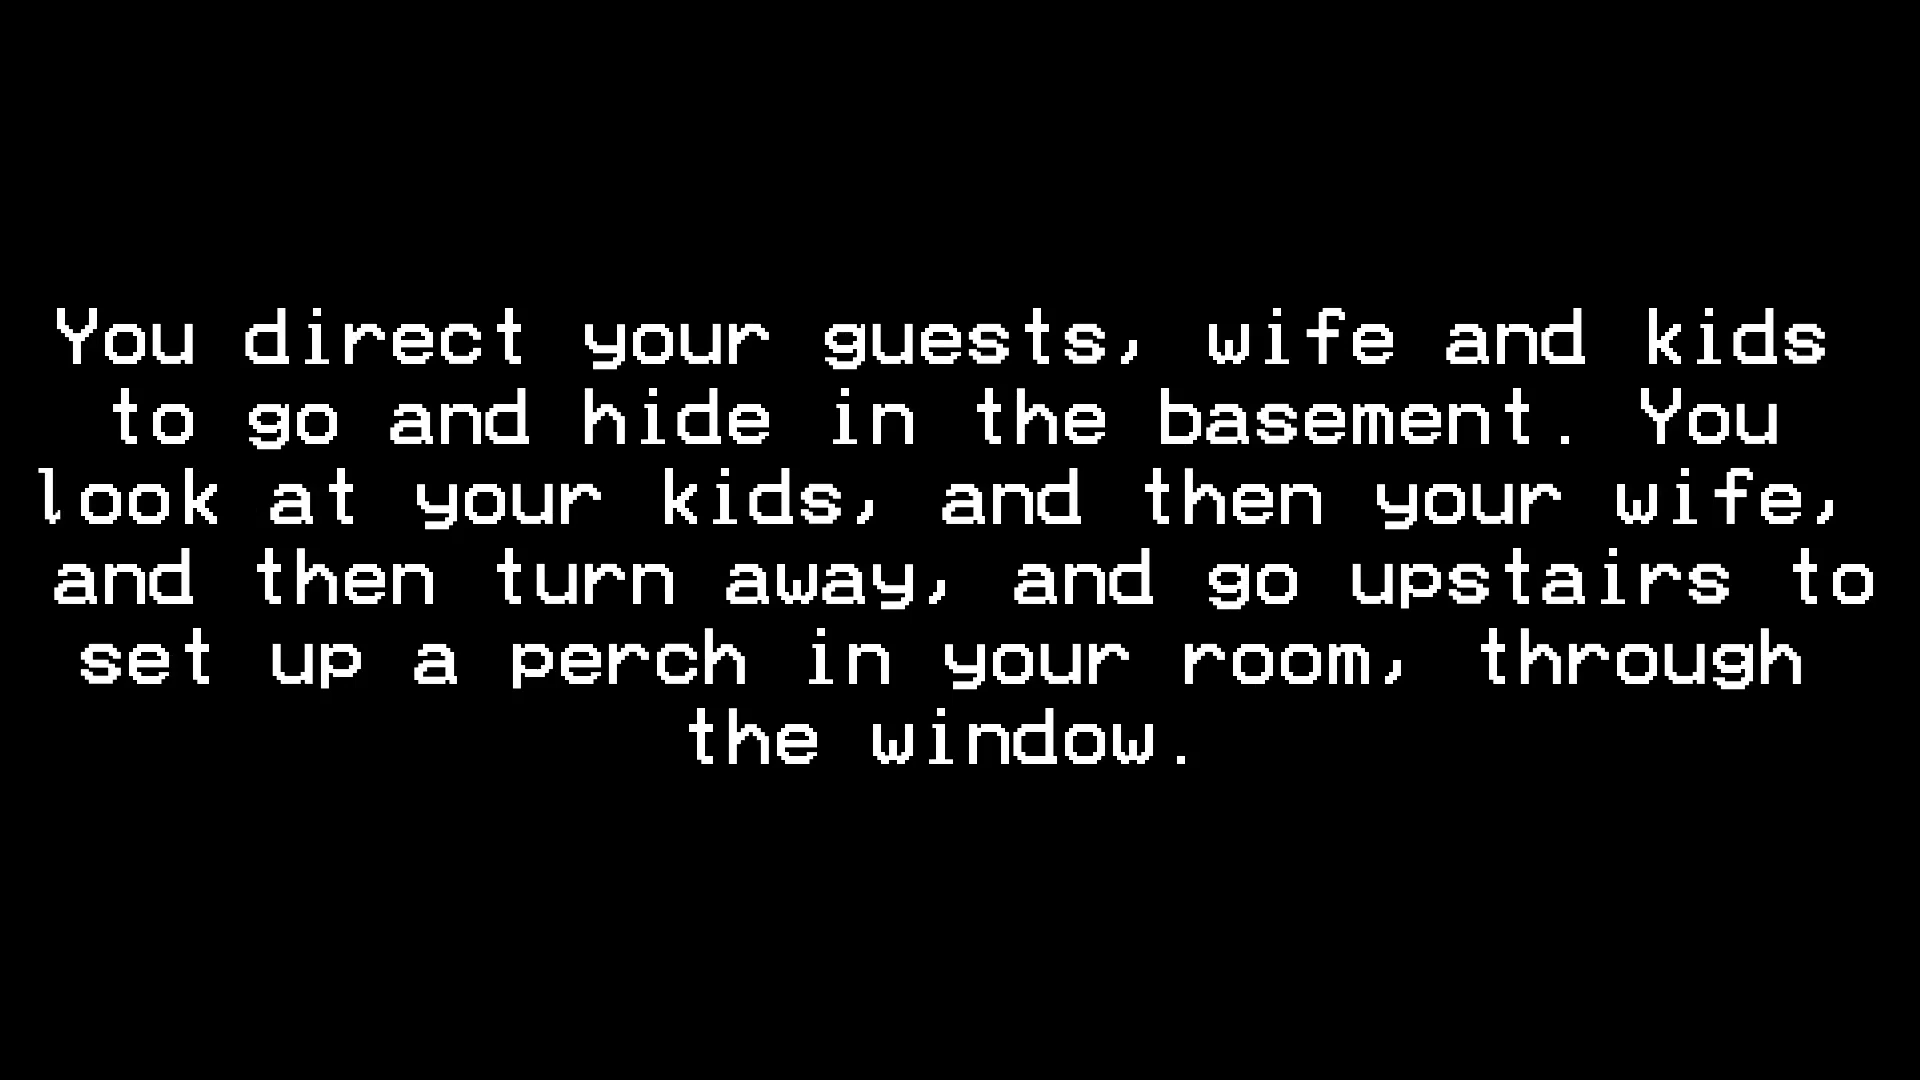 You direct your guests, wife and kids
to go and hide in the basement. You
look at your kids, and then your wife,
and then turn away, and go upstairs to
set up a perch in your room, through
the window.